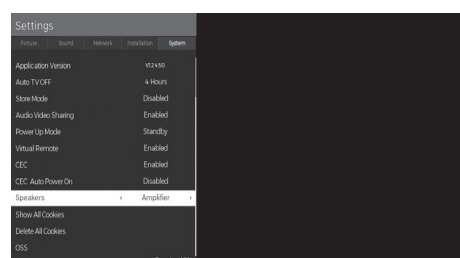 Settings
Picture Sound Network Installation System
Application Version V12450
Auto TV OFF 4 Hours
Store Mode Disabled
Audio Video Sharing Enabled
Power Up Mode Standby
Virtual Remote Enabled
CEC Enabled
CEC Auto Power On Disabled
Speakers ‹ Amplifier ›
Show All Cookies
Delete All Cookies
OSS